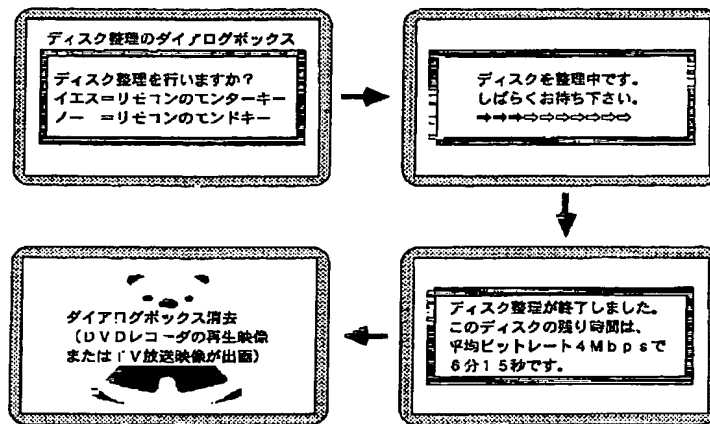 ディスク整理のダイアログボックス
ディスク整理を行いますか?
イエス=リモコンのエンターキー
ノー =リモコンのエンドキー
ディスクを整理中です。
しばらくお待ち下さい。
➡➡➡⇨⇨⇨⇨⇨⇨⇨
ディスク整理が終了しました。
このディスクの残り時間は、
平均ビットレート4Mbpsで
6分15秒です。
ダイアログボックス消去
(DVDレコーダの再生映像
またはTV放送映像が出画)